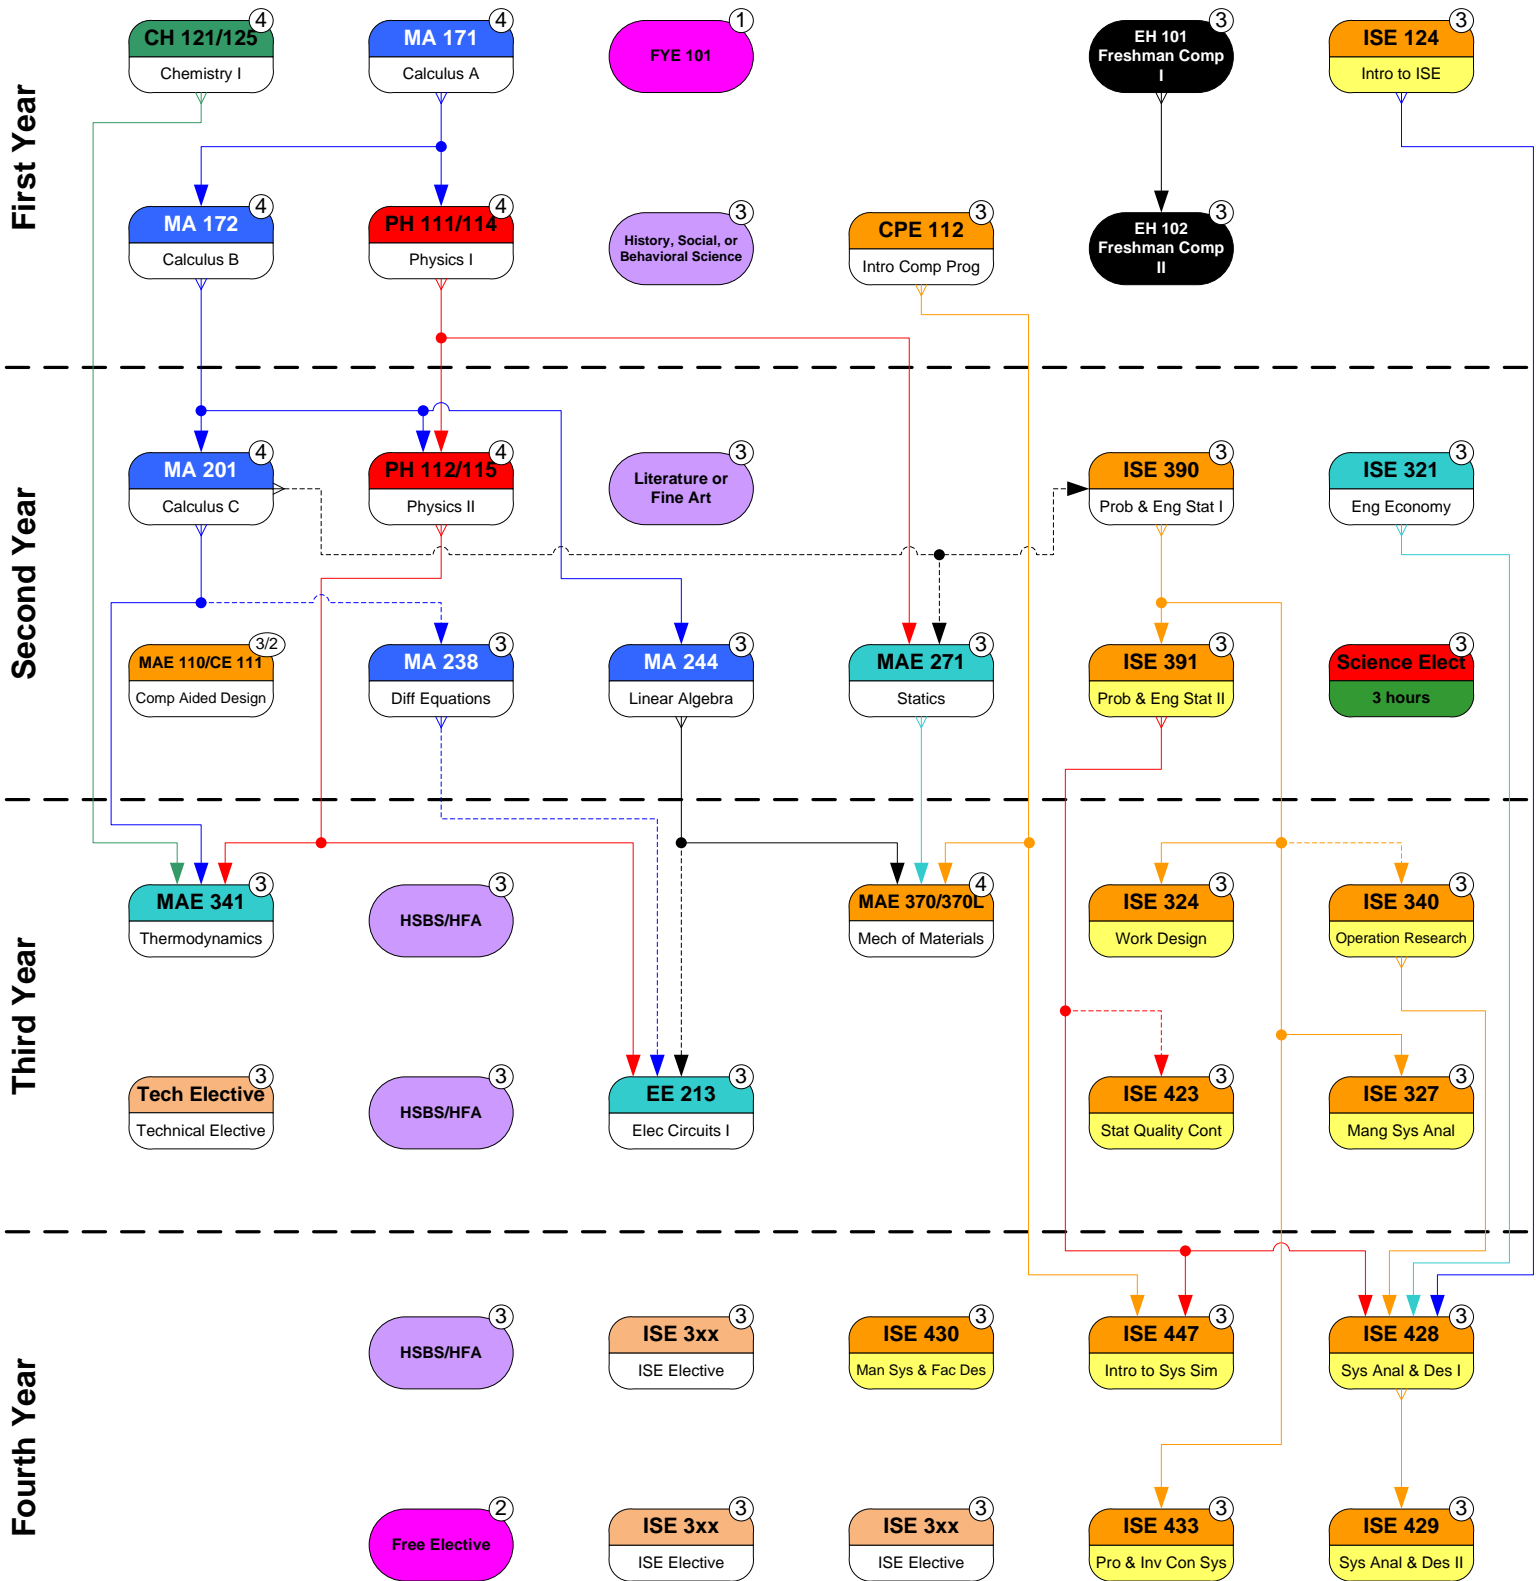 First Year
4
CH 121/125
Chemistry I
4
MA 171
Calculus A
1
FYE 101
3
EH 101
Freshman Comp
I
3
ISE 124
Intro to ISE
4
MA 172
Calculus B
4
PH 111/114
Physics I
3
History, Social, or
Behavioral Science
3
CPE 112
Intro Comp Prog
3
EH 102
Freshman Comp
II
Second Year
4
MA 201
Calculus C
4
PH 112/115
Physics II
3
Literature or
Fine Art
3
ISE 390
Prob & Eng Stat I
3
ISE 321
Eng Economy
3/2
MAE 110/CE 111
Comp Aided Design
3
MA 238
Diff Equations
3
MA 244
Linear Algebra
3
MAE 271
Statics
3
ISE 391
Prob & Eng Stat II
3
Science Elect
3 hours
Third Year
3
MAE 341
Thermodynamics
3
HSBS/HFA
4
MAE 370/370L
Mech of Materials
3
ISE 324
Work Design
3
ISE 340
Operation Research
3
Tech Elective
Technical Elective
3
HSBS/HFA
3
EE 213
Elec Circuits I
3
ISE 423
Stat Quality Cont
3
ISE 327
Mang Sys Anal
Fourth Year
3
HSBS/HFA
3
ISE 3xx
ISE Elective
3
ISE 430
Man Sys & Fac Des
3
ISE 447
Intro to Sys Sim
3
ISE 428
Sys Anal & Des I
2
Free Elective
3
ISE 3xx
ISE Elective
3
ISE 3xx
ISE Elective
3
ISE 433
Pro & Inv Con Sys
3
ISE 429
Sys Anal & Des II